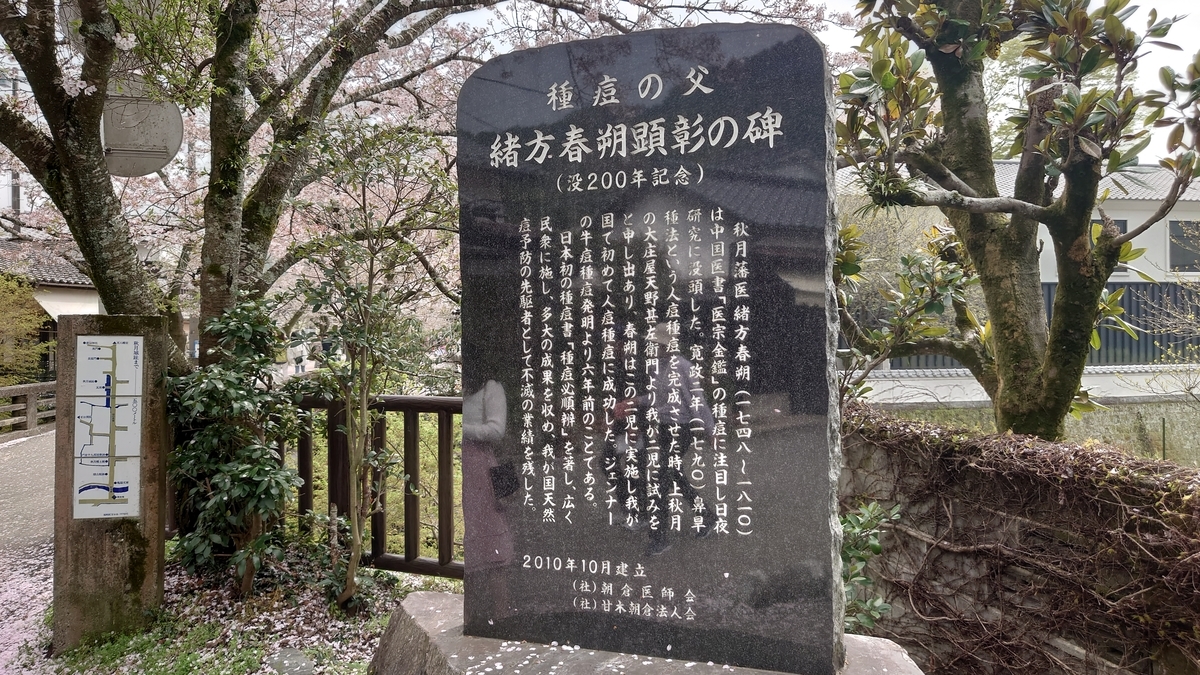 種痘の父
緒方春朔顕彰の碑
（没200年記念）
秋月藩医 緒方春朔（一七四八～一八一〇）
は中国医書「医宗金鑑」の種痘に注目し日夜
研究に没頭した。寛政二年（一七九〇）鼻旱
種法という人痘種痘を完成させた時、上秋月
の大庄屋天野甚左衛門より我が二児に試みを
と申し出あり、春朔はこの二児に実施し我が
国で初めて人痘種痘に成功した。ジェンナー
の牛痘種痘発明より六年前のことである。
日本初の種痘書「種痘必順辨」を著し、広く
民衆に施し、多大の成果を収め、我が国天然
痘予防の先駆者として不滅の業績を残した。
2010年10月建立
（社）朝倉医師会
（社）甘木朝倉法人会